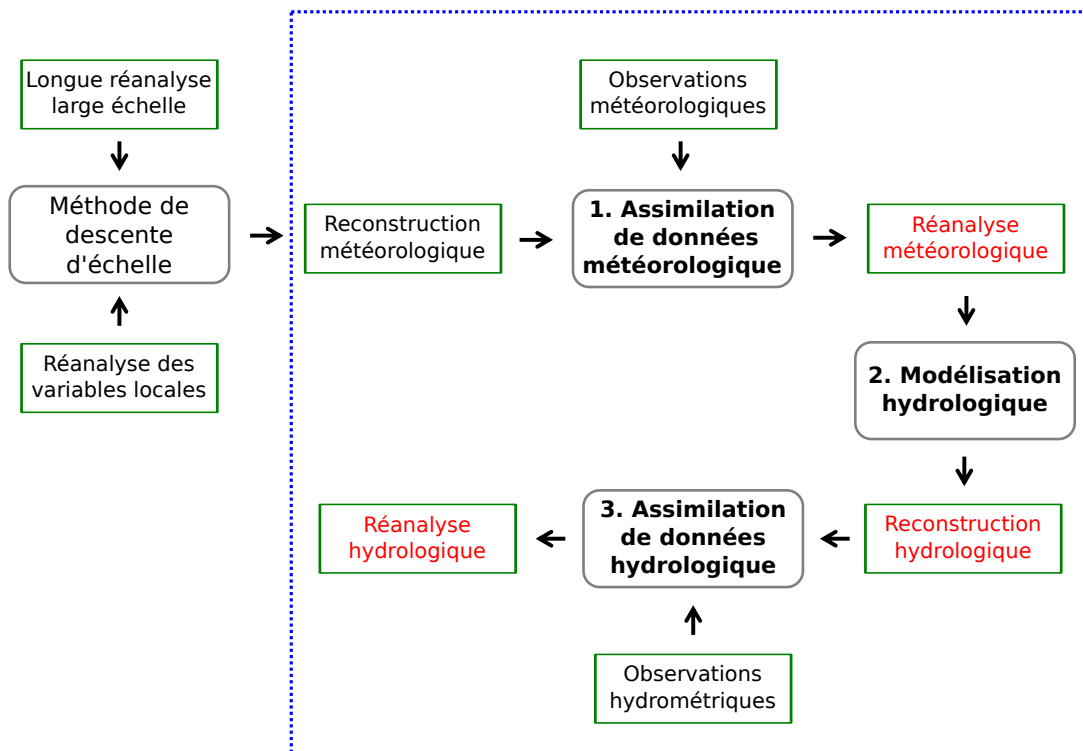 Longue réanalyse
large échelle
Méthode de
descente
d'échelle
Réanalyse des
variables locales
Observations
météorologiques
Reconstruction
météorologique
1. Assimilation
de données
météorologique
Réanalyse
météorologique
2. Modélisation
hydrologique
Reconstruction
hydrologique
3. Assimilation
de données
hydrologique
Réanalyse
hydrologique
Observations
hydrométriques